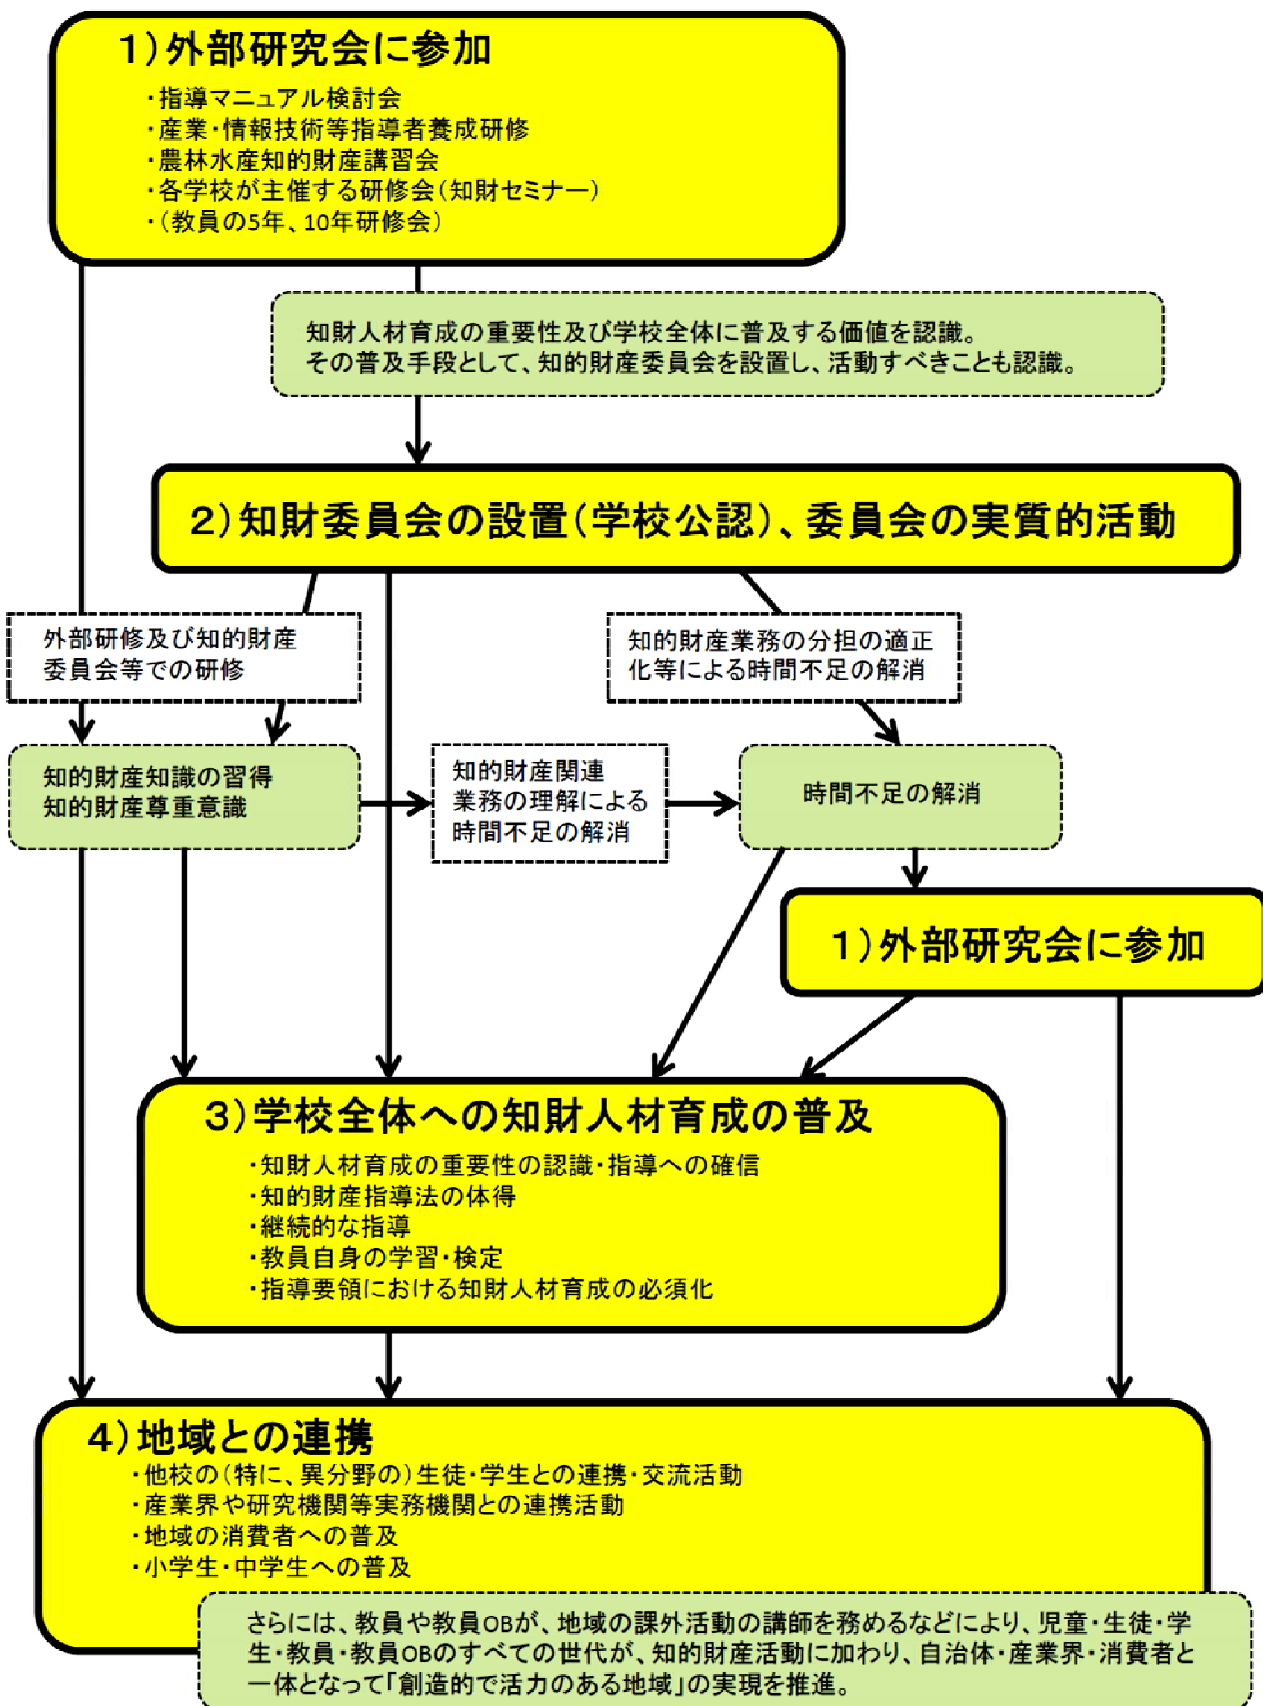 1)外部研究会に参加
・指導マニュアル検討会
・産業・情報技術等指導者養成研修
・農林水産知的財産講習会
・各学校が主催する研修会(知財セミナー)
・(教員の5年、10年研修会)
知財人材育成の重要性及び学校全体に普及する価値を認識。
その普及手段として、知的財産委員会を設置し、活動すべきことも認識。
2)知財委員会の設置(学校公認)、委員会の実質的活動
外部研修及び知的財産
委員会等での研修
知的財産業務の分担の適正
化等による時間不足の解消
知的財産知識の習得
知的財産尊重意識
知的財産関連
業務の理解による
時間不足の解消
時間不足の解消
1)外部研究会に参加
3)学校全体への知財人材育成の普及
・知財人材育成の重要性の認識・指導への確信
・知的財産指導法の体得
・継続的な指導
・教員自身の学習・検定
・指導要領における知財人材育成の必須化
4)地域との連携
・他校の(特に、異分野の)生徒・学生との連携・交流活動
・産業界や研究機関等実務機関との連携活動
・地域の消費者への普及
・小学生・中学生への普及
さらには、教員や教員OBが、地域の課外活動の講師を務めるなどにより、児童・生徒・学
生・教員・教員OBのすべての世代が、知的財産活動に加わり、自治体・産業界・消費者と
一体となって「創造的で活力のある地域」の実現を推進。